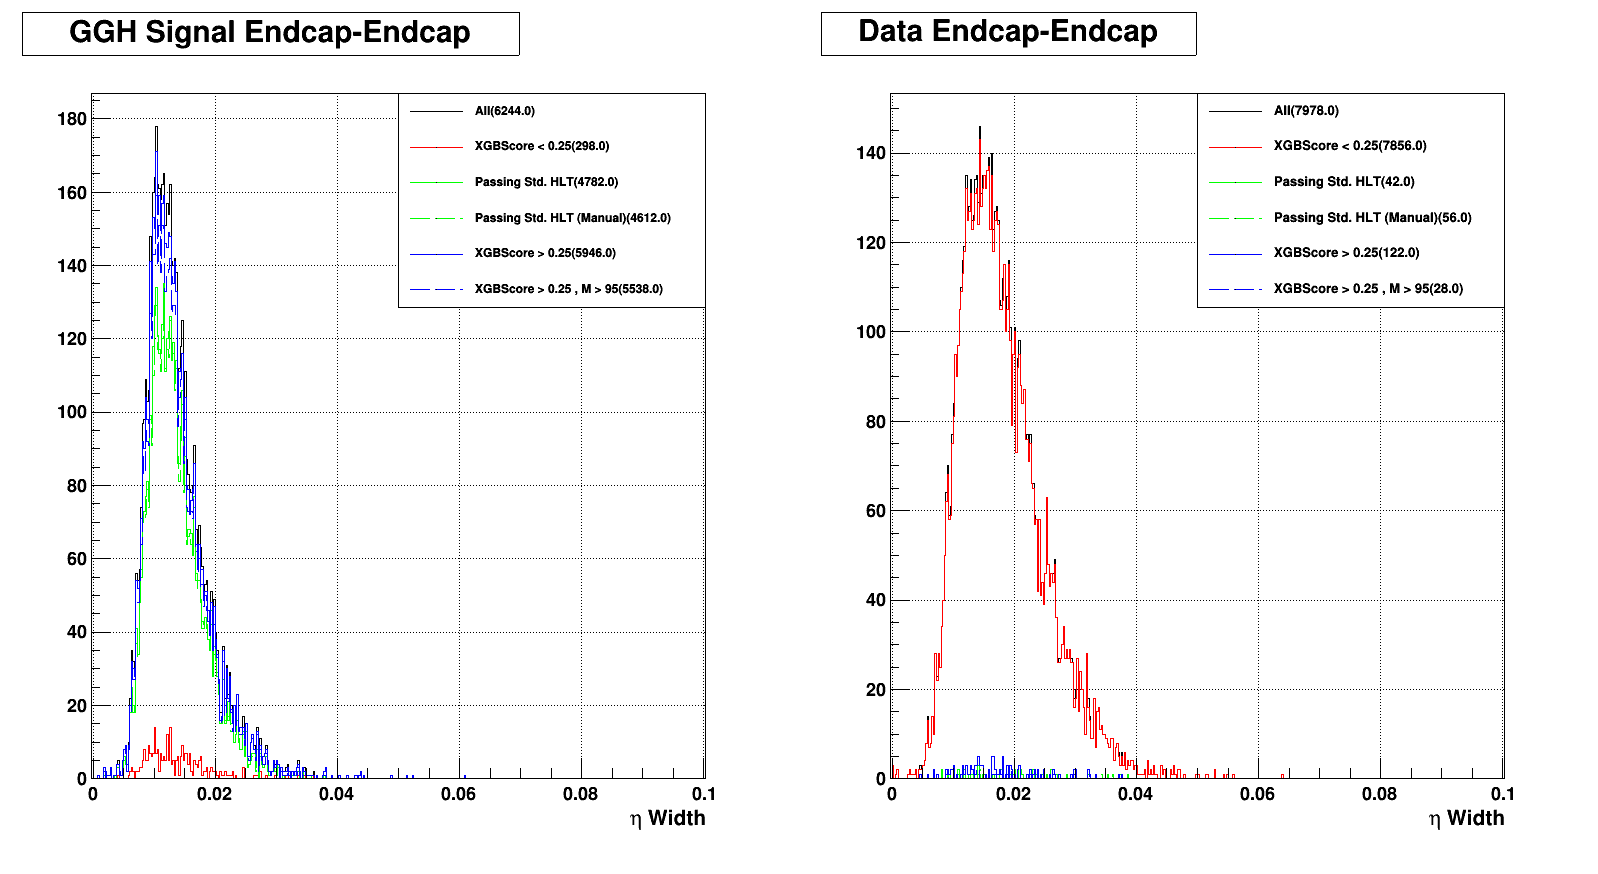 GGH Signal Endcap-Endcap
All(6244.0)
XGBScore < 0.25(298.0)
Passing Std. HLT(4782.0)
Passing Std. HLT (Manual)(4612.0)
XGBScore > 0.25(5946.0)
XGBScore > 0.25 , M > 95(5538.0)
180
160
140
120
100
80
60
40
20
0
0 0.02 0.04 0.06 0.08 0.1
η Width
Data Endcap-Endcap
All(7978.0)
XGBScore < 0.25(7856.0)
Passing Std. HLT(42.0)
Passing Std. HLT (Manual)(56.0)
XGBScore > 0.25(122.0)
XGBScore > 0.25 , M > 95(28.0)
140
120
100
80
60
40
20
0
0 0.02 0.04 0.06 0.08 0.1
η Width